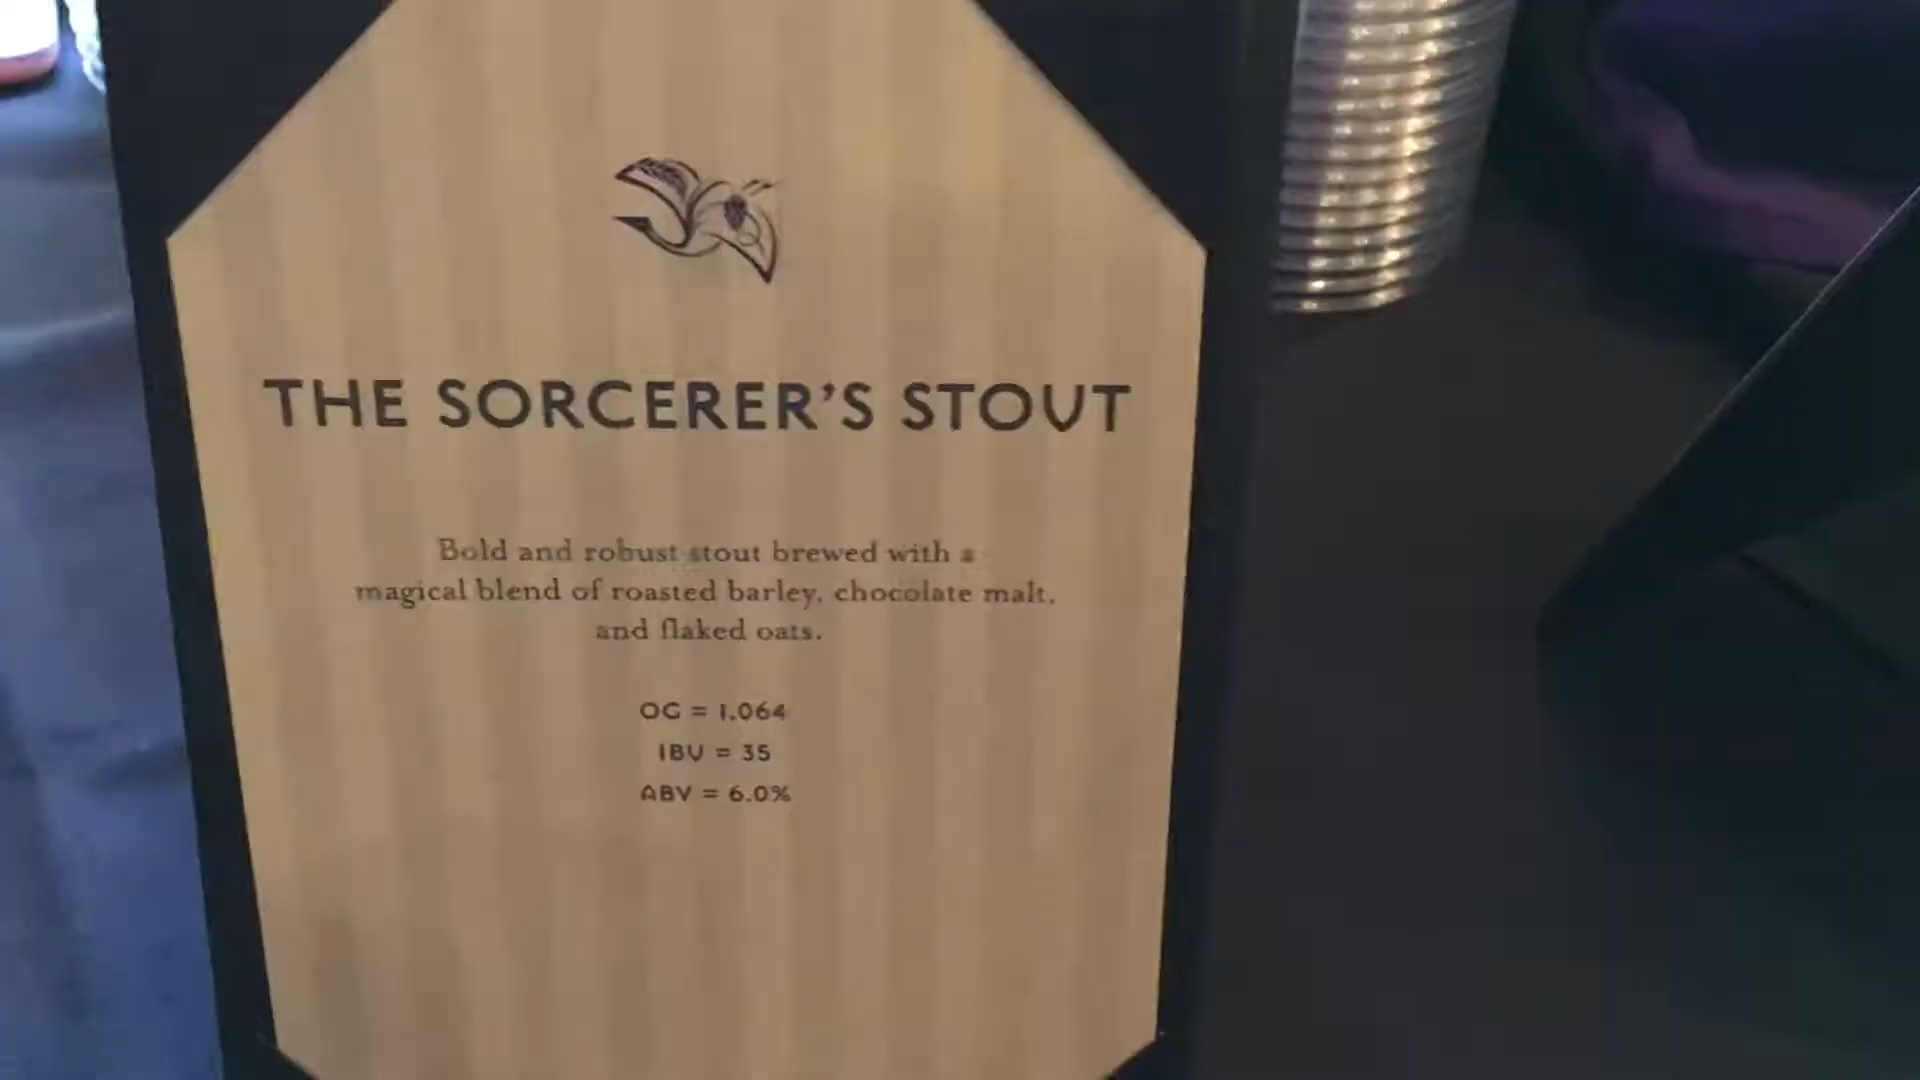 THE SORCERER'S STOUT
Bold and robust stout brewed with a
magical blend of roasted barley, chocolate malt,
and flaked oats.
OG = 1.064
IBU = 35
ABV = 6.0%